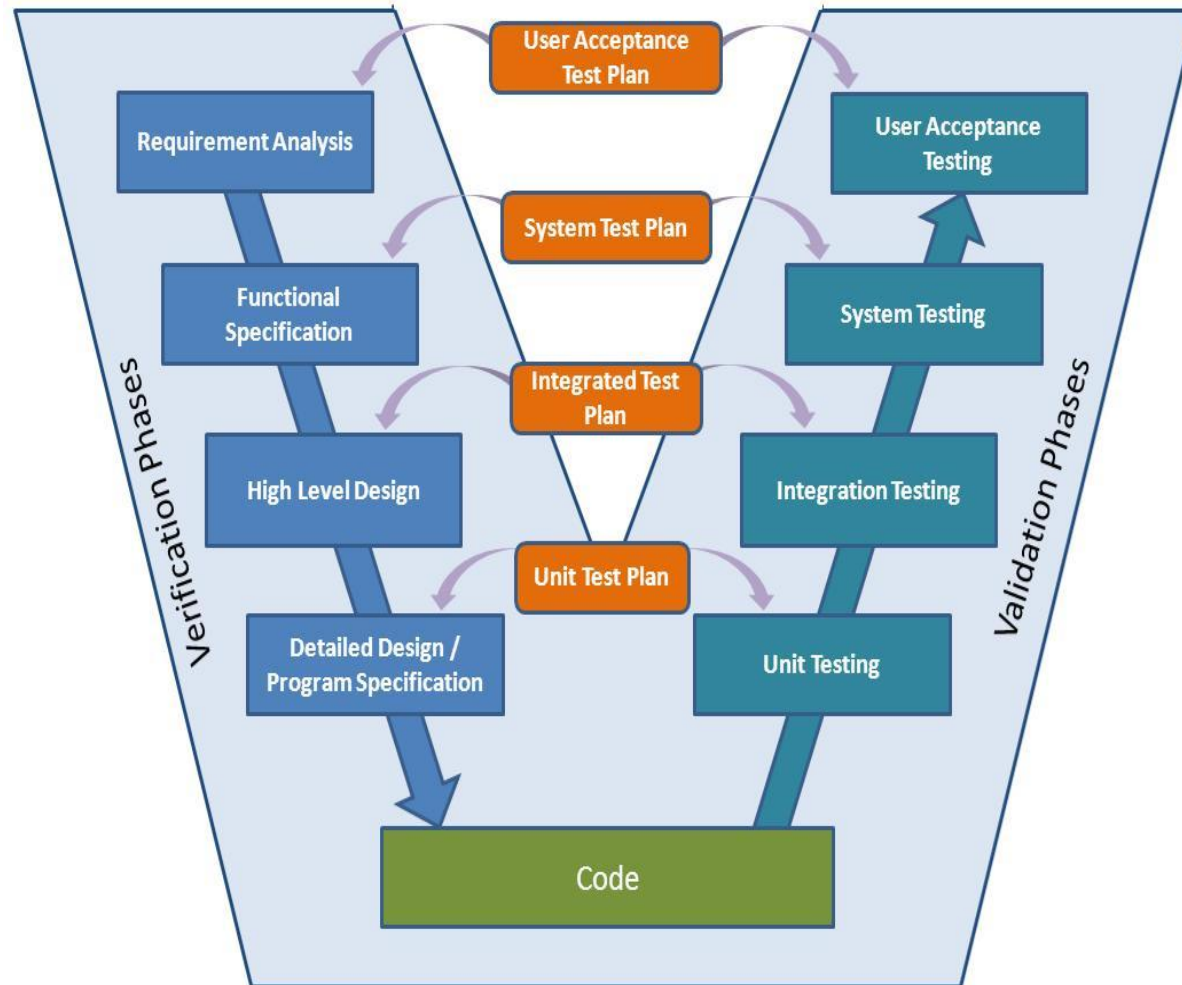 User Acceptance
Test Plan
Requirement Analysis
User Acceptance
Testing
System Test Plan
Functional
Specification
System Testing
Integrated Test
Plan
High Level Design
Integration Testing
Verification Phases
Validation Phases
Unit Test Plan
Detailed Design /
Program Specification
Unit Testing
Code